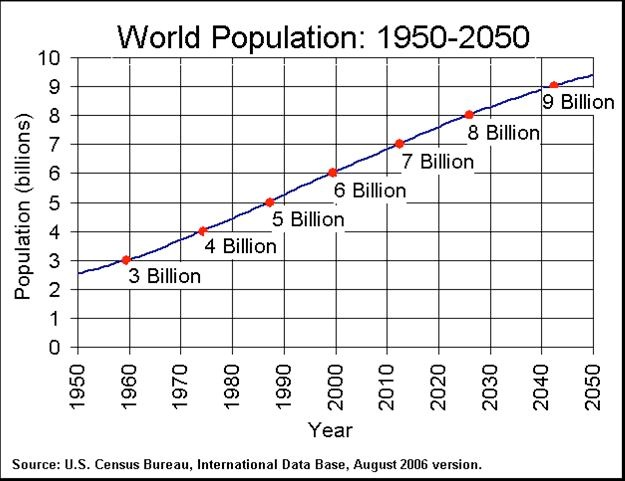 World Population: 1950-2050
10
9
8
7
6
5
4
3
2
1
0
Population (billions)
3 Billion
4 Billion
5 Billion
6 Billion
7 Billion
8 Billion
9 Billion
1950
1960
1970
1980
1990
2000
2010
2020
2030
2040
2050
Year
Source: U.S. Census Bureau, International Data Base, August 2006 version.